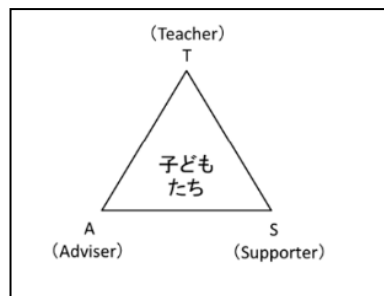 （Teacher）
T
子ども
たち
A
S
（Adviser）
（Supporter）